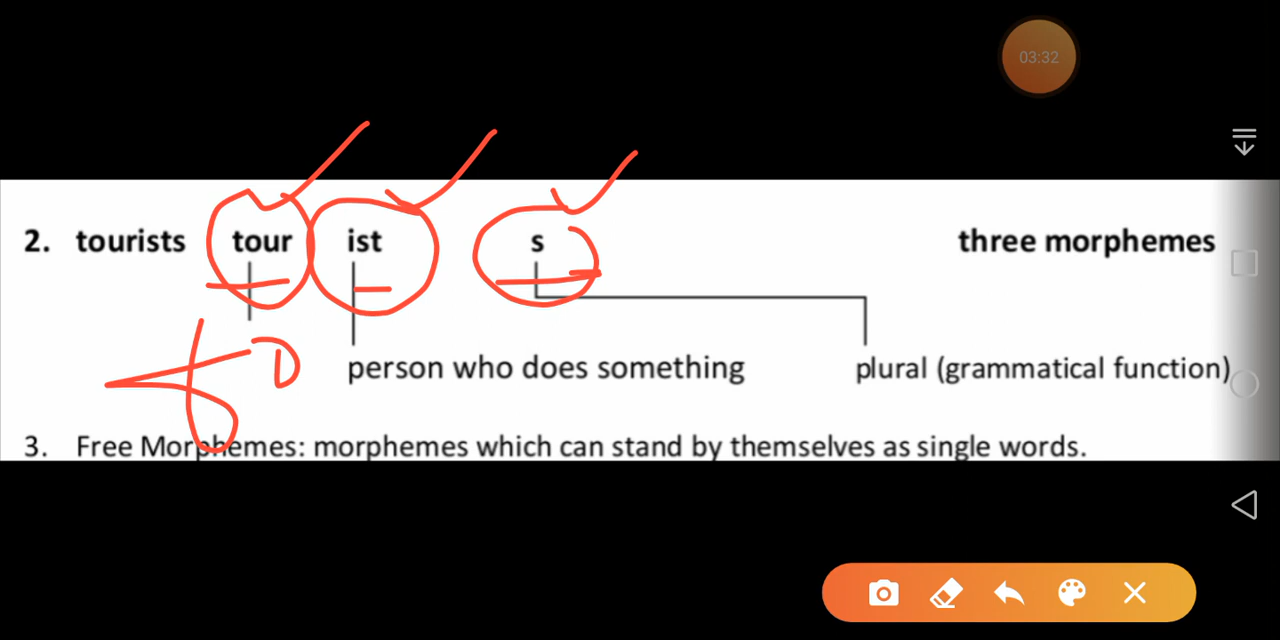 03:32
2. tourists tour ist s three morphemes
person who does something plural (grammatical function)
3. Free Morphemes: morphemes which can stand by themselves as single words.